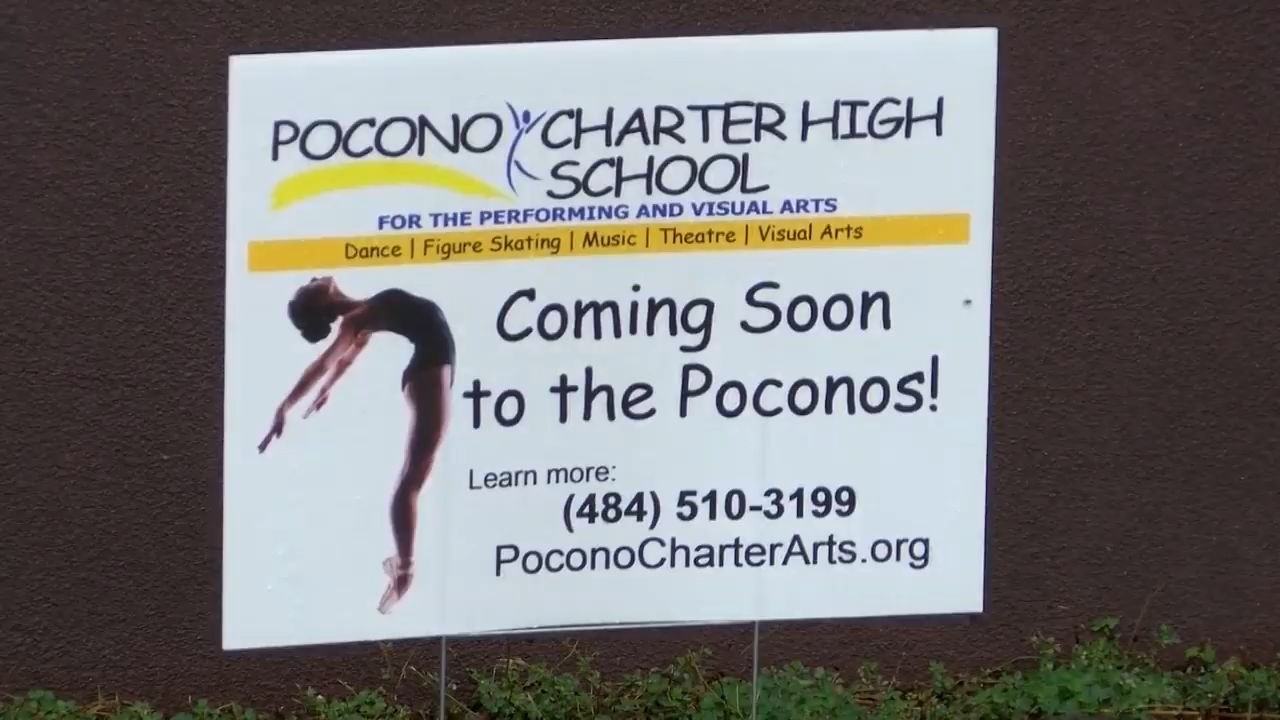 POCONO CHARTER HIGH
SCHOOL
FOR THE PERFORMING AND VISUAL ARTS
Dance | Figure Skating | Music | Theatre | Visual Arts
Coming Soon
to the Poconos!
Learn more:
(484) 510-3199
PoconoCharterArts.org